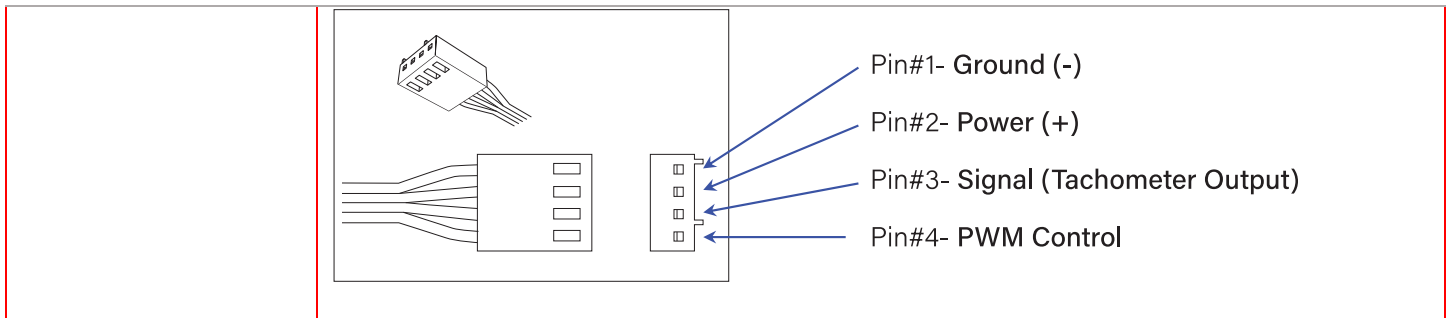 Pin#1- Ground (-)
Pin#2- Power (+)
Pin#3- Signal (Tachometer Output)
Pin#4- PWM Control